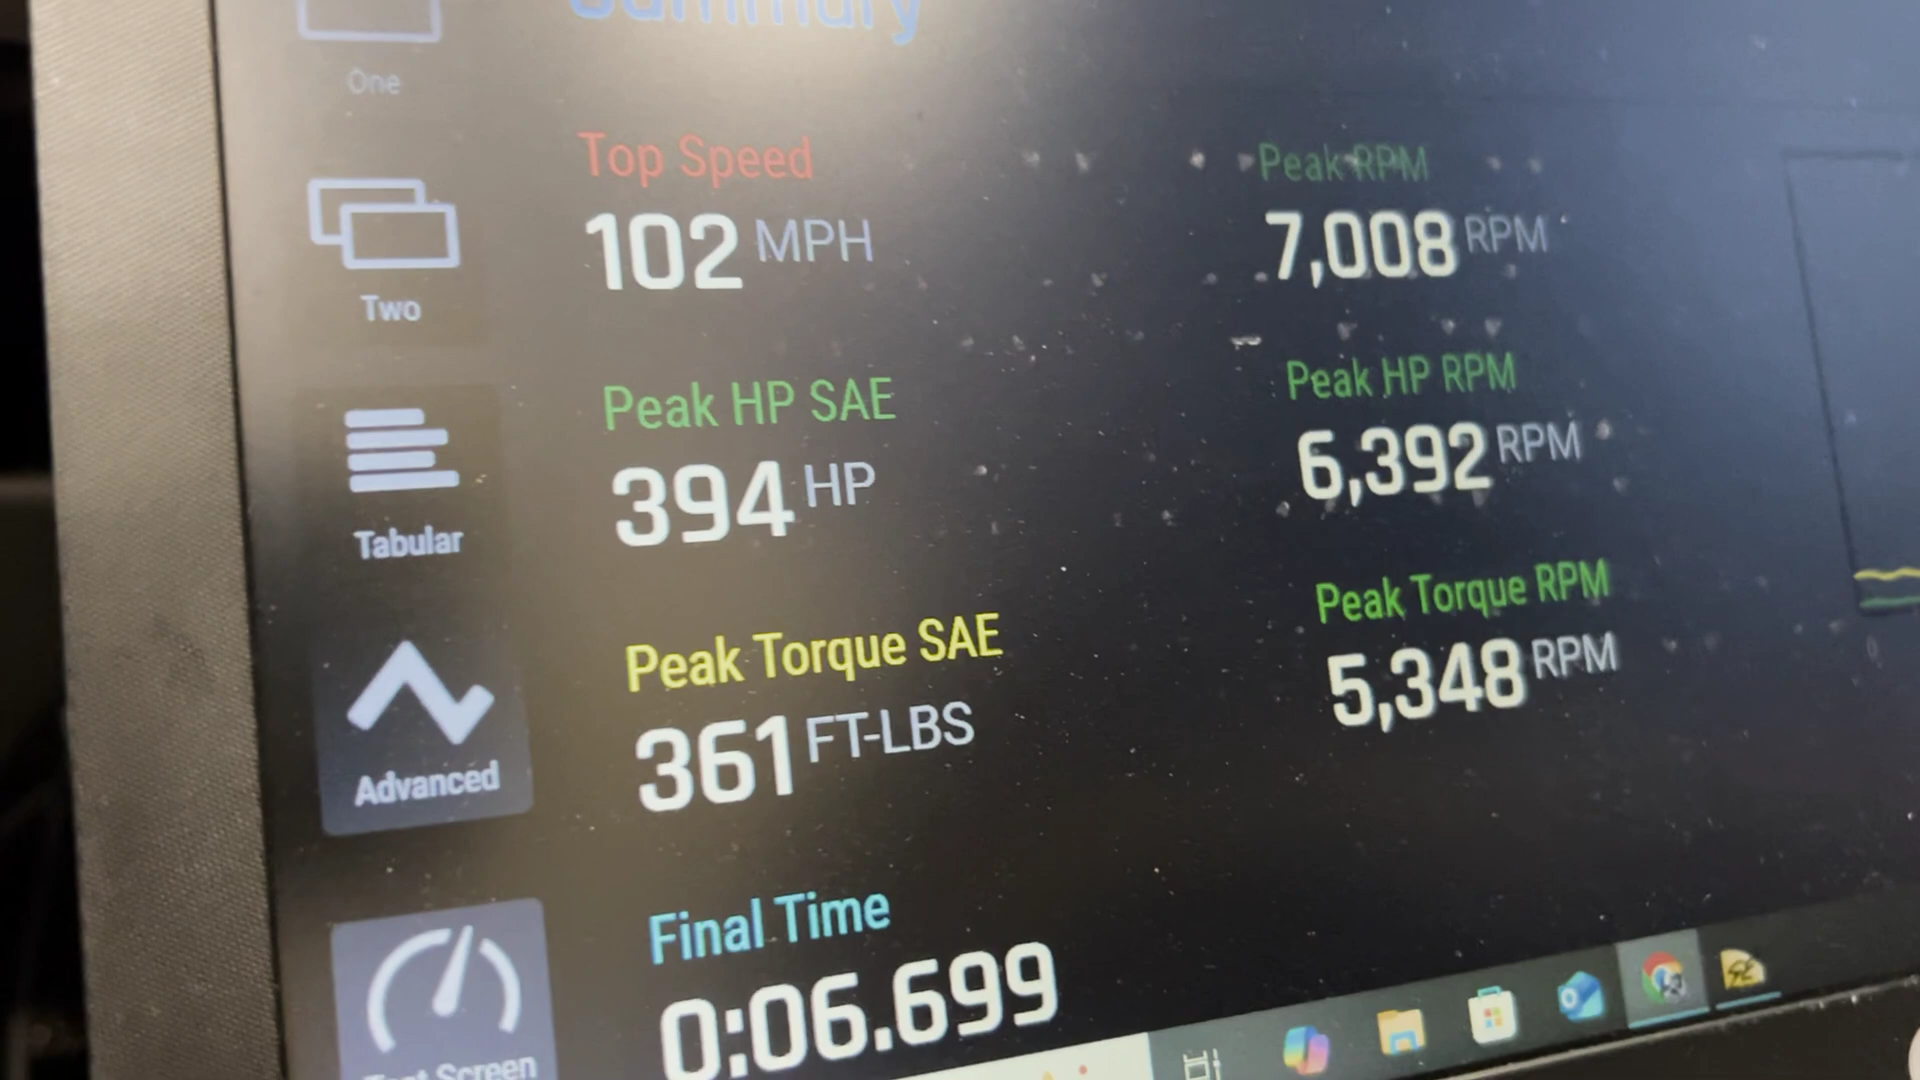 Summary
One
Top Speed
102 MPH
Peak RPM
7,008 RPM
Two
Peak HP SAE
394 HP
Peak HP RPM
6,392 RPM
Tabular
Peak Torque SAE
361 FT-LBS
Peak Torque RPM
5,348 RPM
Advanced
Final Time
0:06.699
Screen